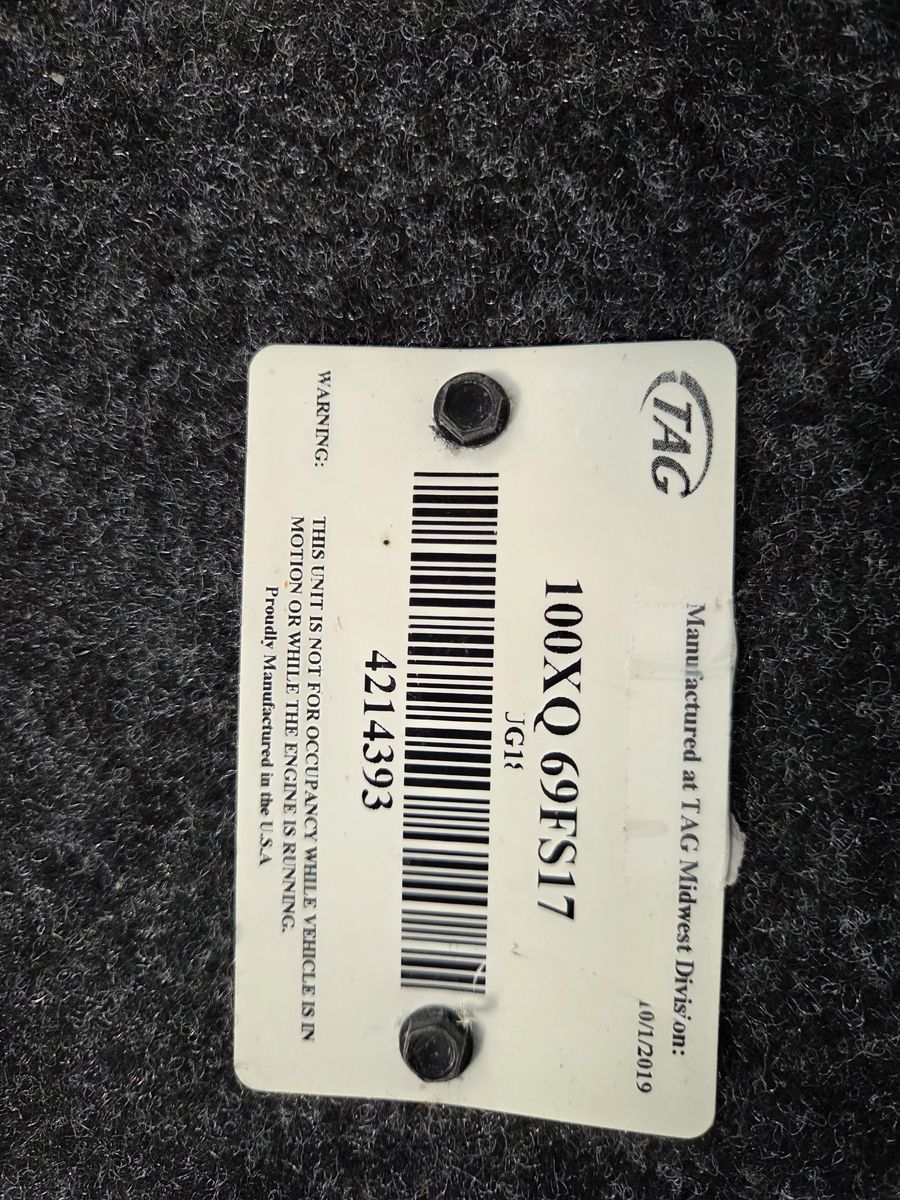 TAG
Manufactured at TAG Midwest Division:
10/1/2019
100XQ 69FS17
JG18
4214393
WARNING: THIS UNIT IS NOT FOR OCCUPANCY WHILE VEHICLE IS IN
MOTION OR WHILE THE ENGINE IS RUNNING.
Proudly Manufactured in the U.S.A